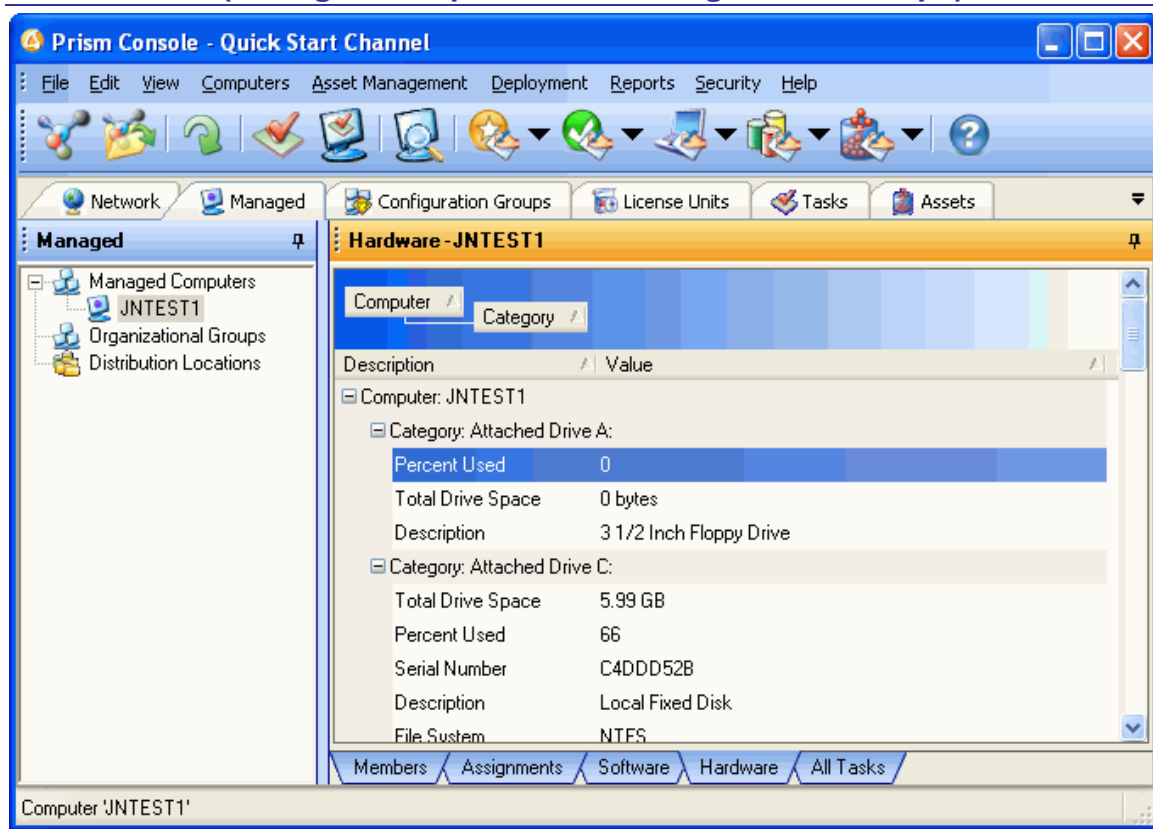 Prism Console - Quick Start Channel
File Edit View Computers Asset Management Deployment Reports Security Help
Network Managed Configuration Groups License Units Tasks Assets
Managed
Hardware - JNTEST1
Managed Computers
JNTEST1
Organizational Groups
Distribution Locations
Computer
Category
Description Value
Computer: JNTEST1
Category: Attached Drive A:
Percent Used 0
Total Drive Space 0 bytes
Description 3 1/2 Inch Floppy Drive
Category: Attached Drive C:
Total Drive Space 5.99 GB
Percent Used 66
Serial Number C4DDD52B
Description Local Fixed Disk
File System NTFS
Members Assignments Software Hardware All Tasks
Computer 'JNTEST1'